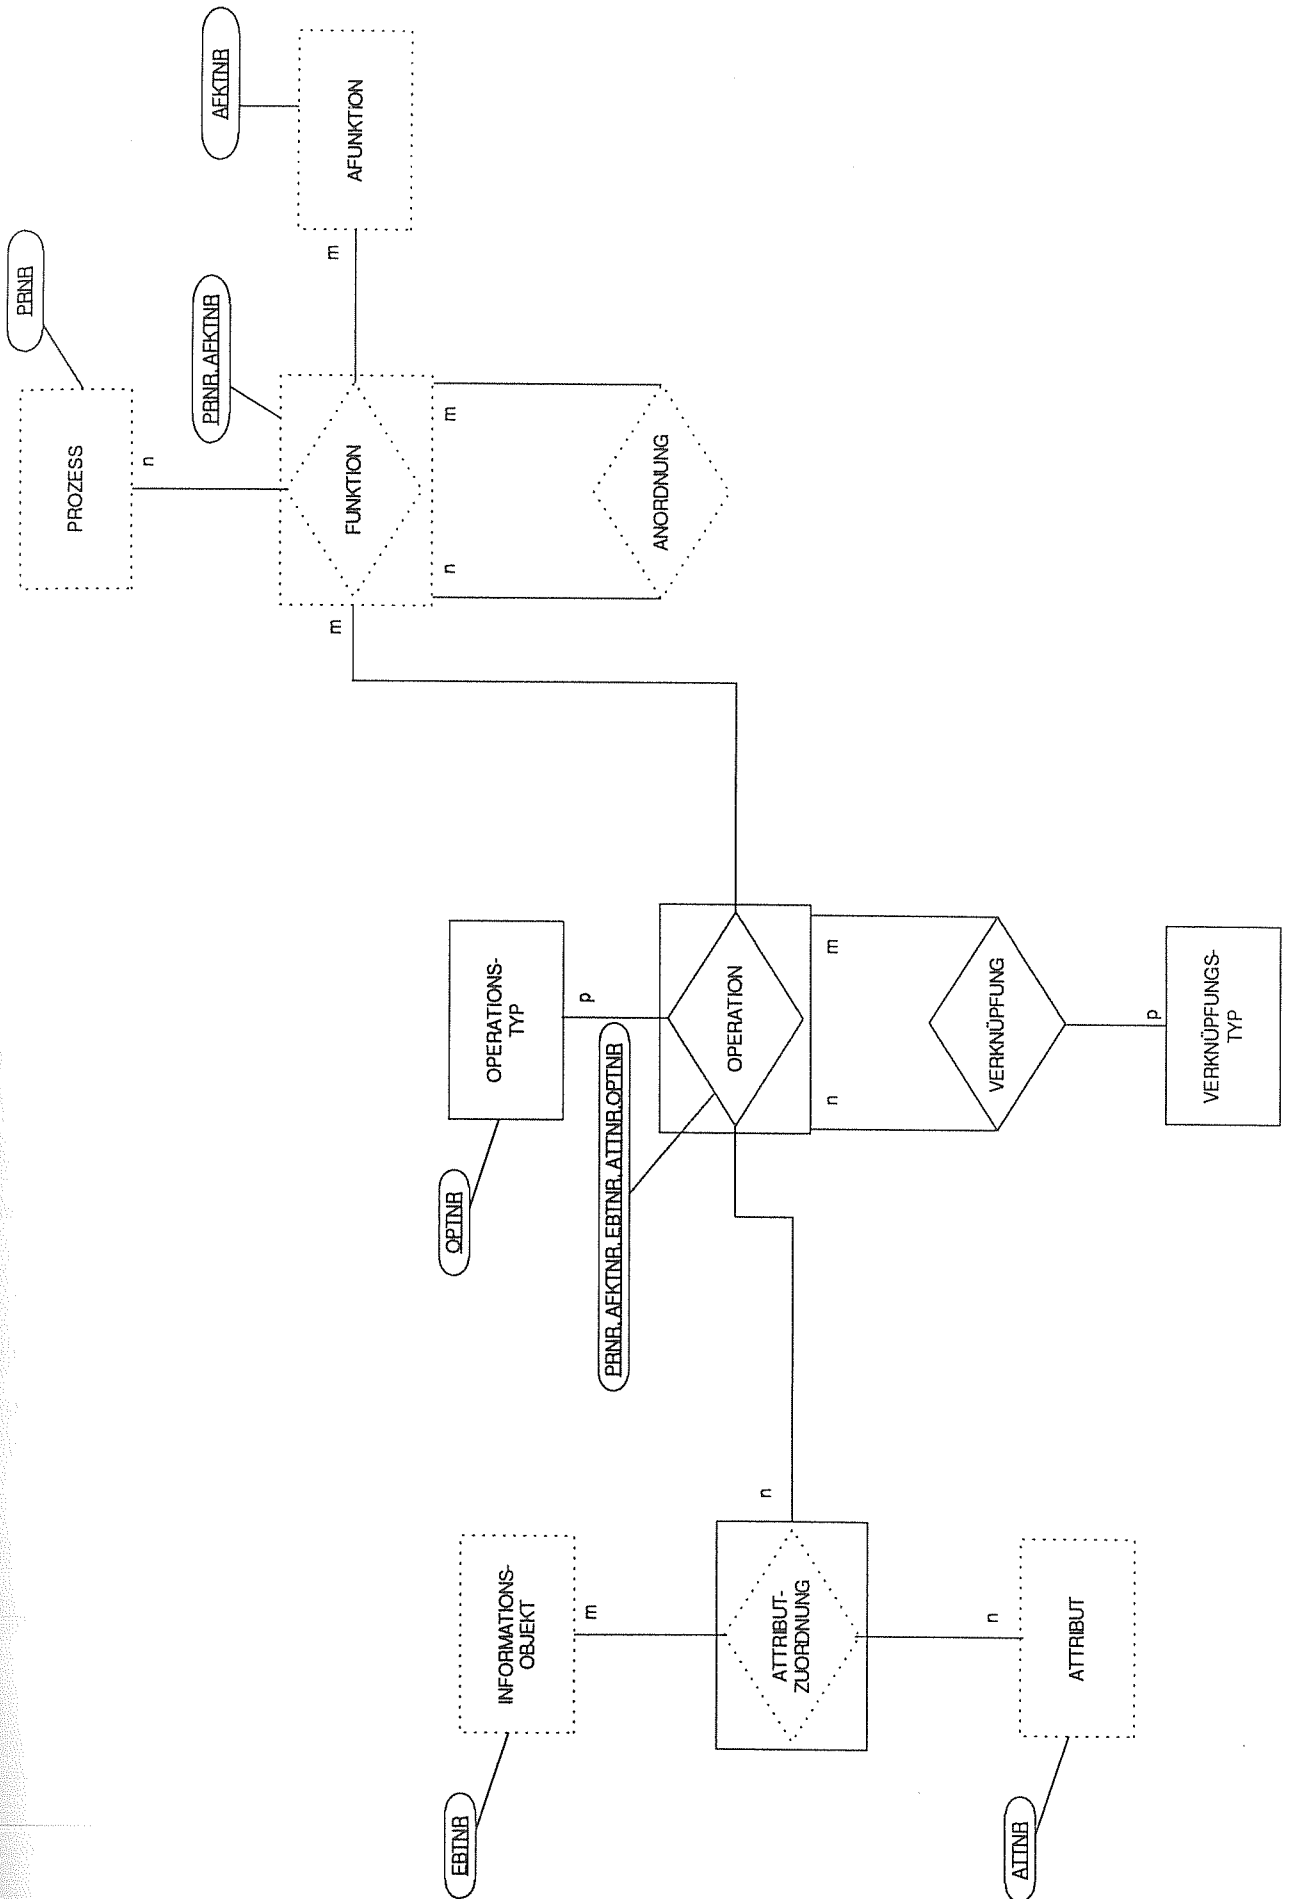 PRNR
AFKTNR
PROZESS
n
PRNR, AFKTNR
FUNKTION
m
AFUNKTION
m
n
m
ANORDNUNG
OPERATIONS-
TYP
OPTNR
p
PRNR, AFKTNR, EBTNR, ATTNR,OPTNR
OPERATION
n
m
VERKNÜPFUNG
p
VERKNÜPFUNGS-
TYP
EBTNR
INFORMATIONS-
OBJEKT
m
n
ATTRIBUT-
ZUORDNUNG
n
ATTRIBUT
ATTNR